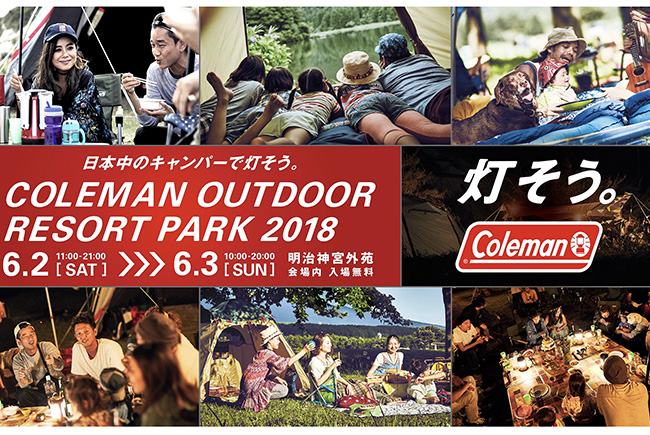 日本中のキャンパーで灯そう。
COLEMAN OUTDOOR
RESORT PARK 2018
6.2 11:00-21:00 [SAT] >>> 6.3 10:00-20:00 [SUN]
明治神宮外苑
会場内 入場無料
灯そう。
Coleman
®